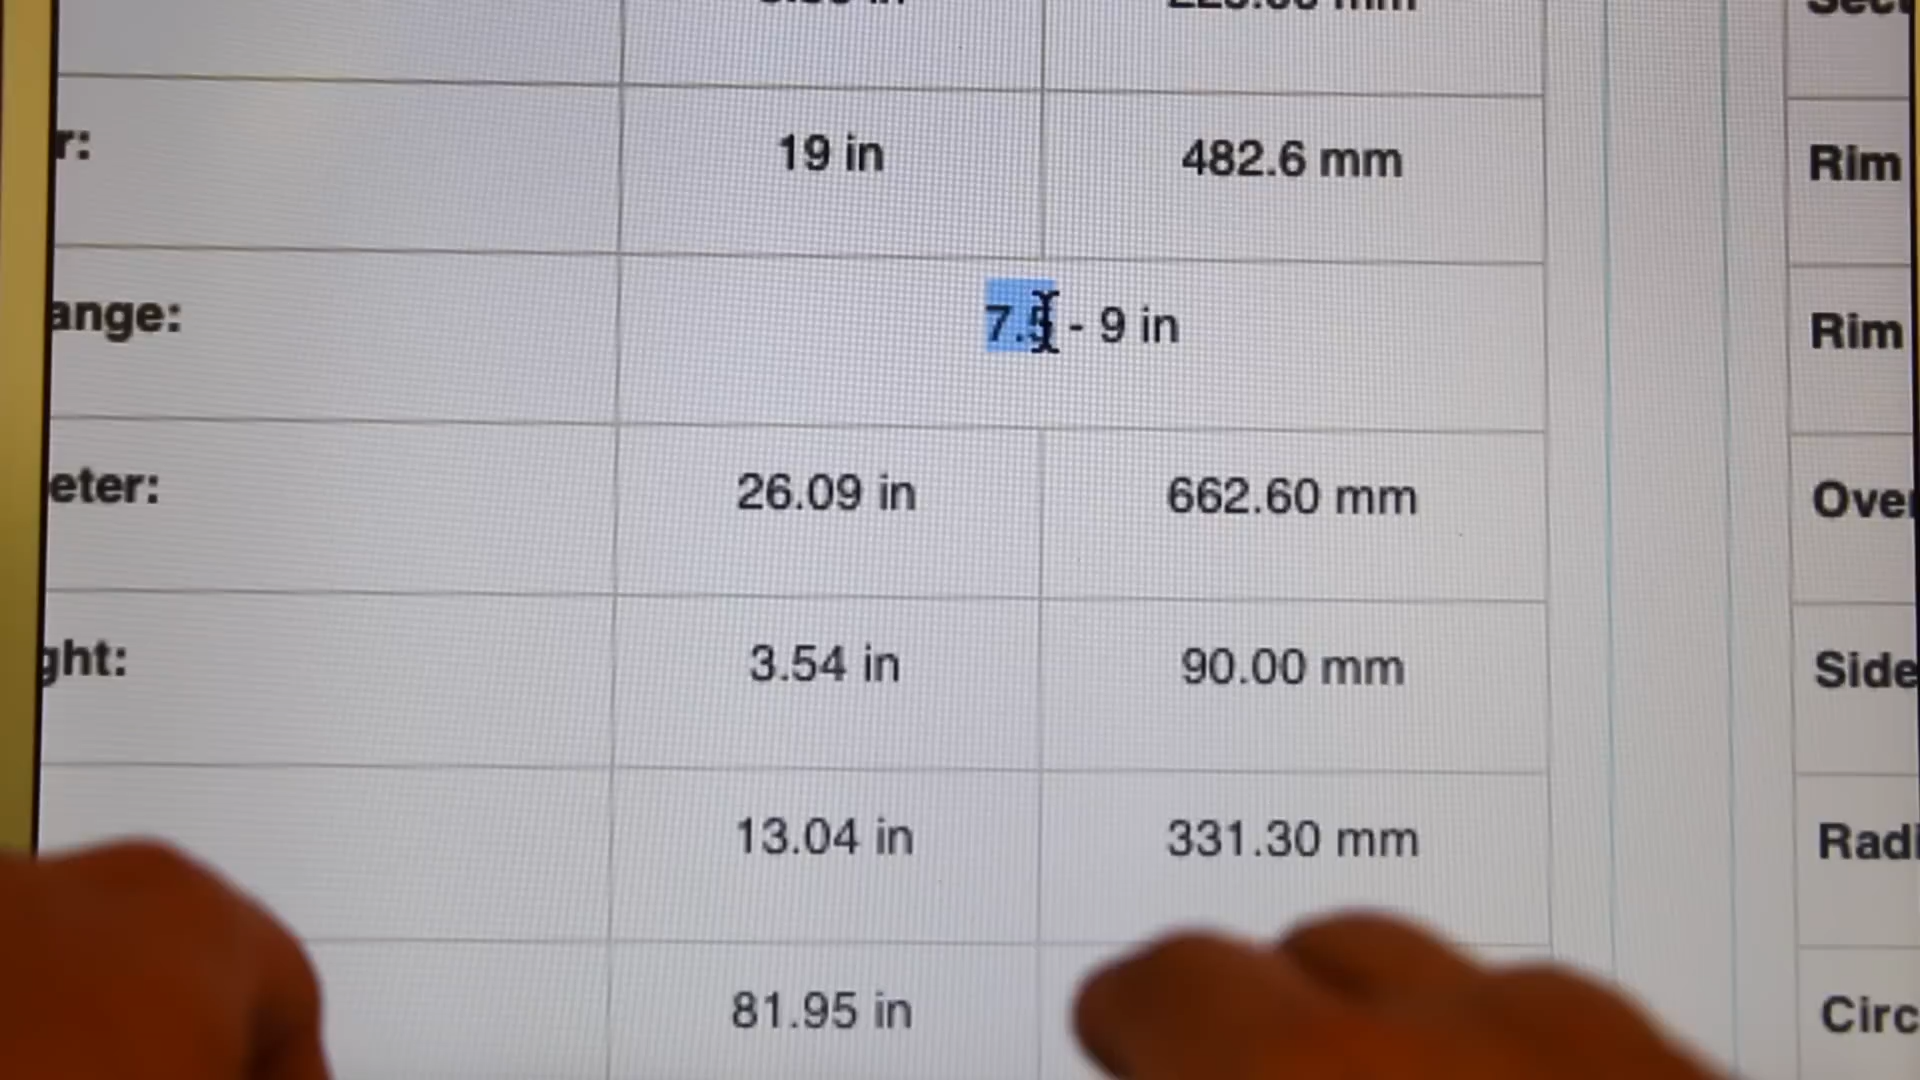 r: 19 in 482.6 mm Rim
ange: 7.5 - 9 in Rim
eter: 26.09 in 662.60 mm Over
ght: 3.54 in 90.00 mm Side
13.04 in 331.30 mm Radi
81.95 in Circ